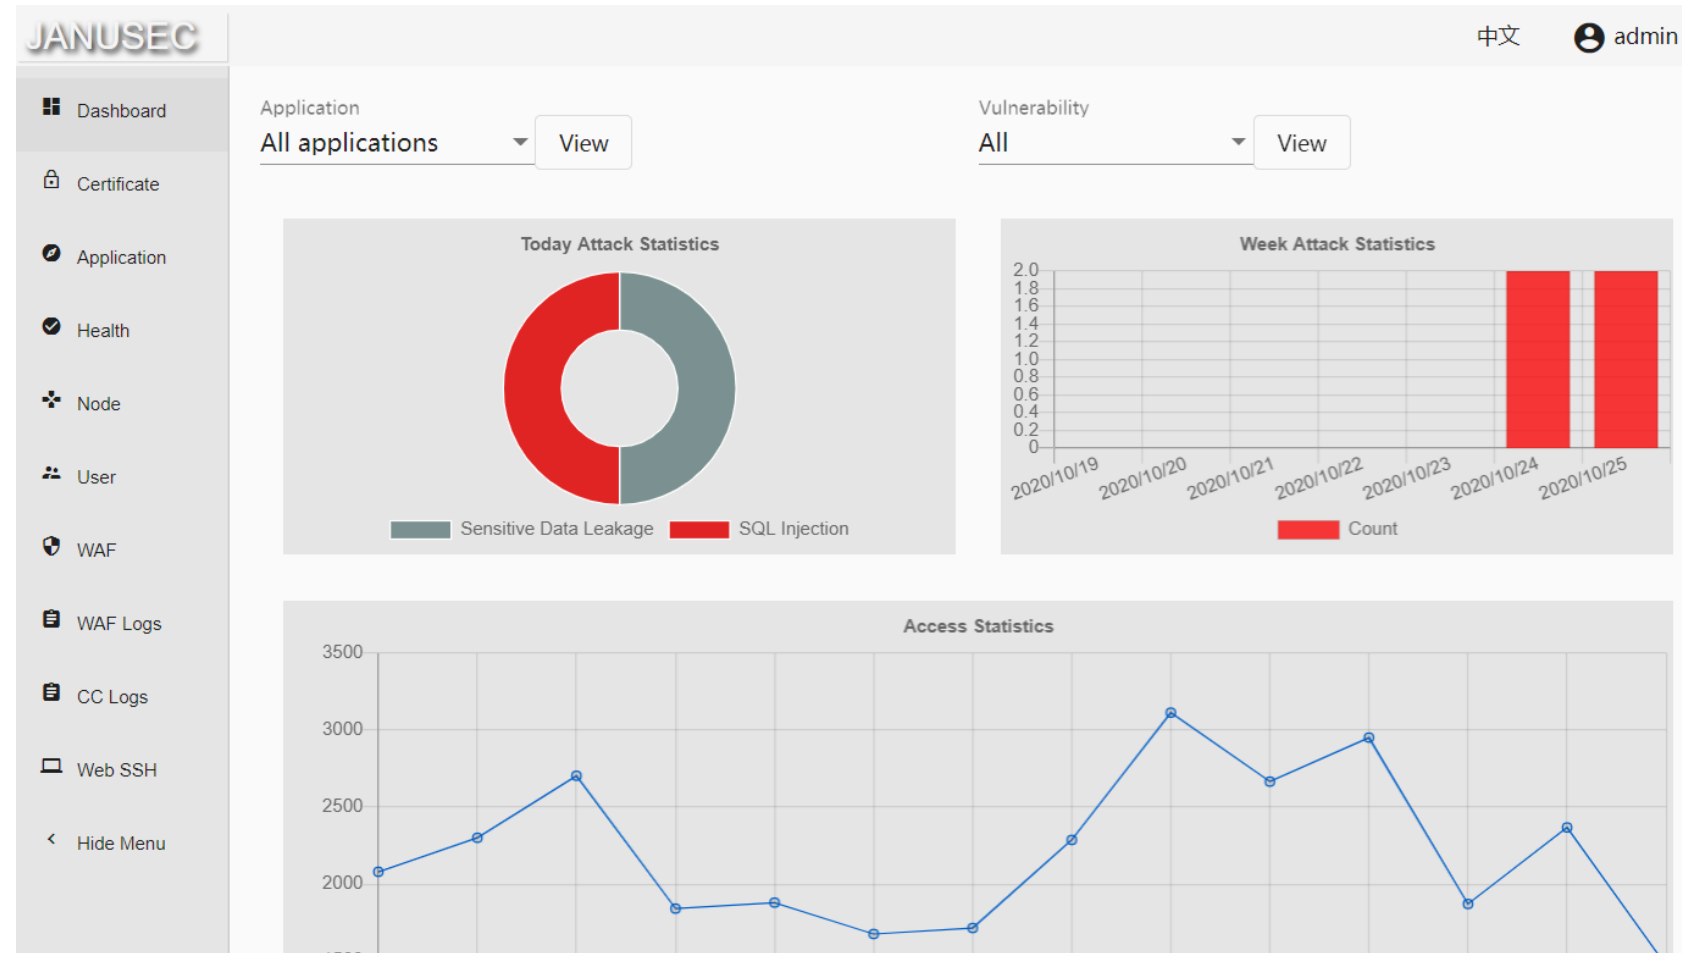 JANUSEC
中文
admin
Dashboard
Certificate
Application
Health
Node
User
WAF
WAF Logs
CC Logs
Web SSH
Hide Menu
Application
All applications
View
Vulnerability
All
View
Today Attack Statistics
Sensitive Data Leakage
SQL Injection
Week Attack Statistics
2.0
1.8
1.6
1.4
1.2
1.0
0.8
0.6
0.4
0.2
0
2020/10/19
2020/10/20
2020/10/21
2020/10/22
2020/10/23
2020/10/24
2020/10/25
Count
Access Statistics
3500
3000
2500
2000